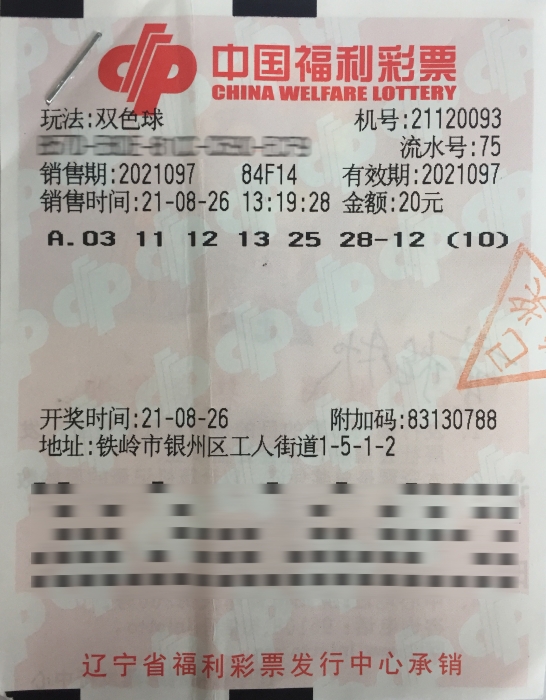 中国福利彩票
CHINA WELFARE LOTTERY
玩法:双色球 机号:21120093
流水号:75
销售期:2021097 84F14 有效期:2021097
销售时间:21-08-26 13:19:28 金额:20元
A.03 11 12 13 25 28-12 (10)
开奖时间:21-08-26 附加码:83130788
地址:铁岭市银州区工人街道1-5-1-2
辽宁省福利彩票发行中心承销